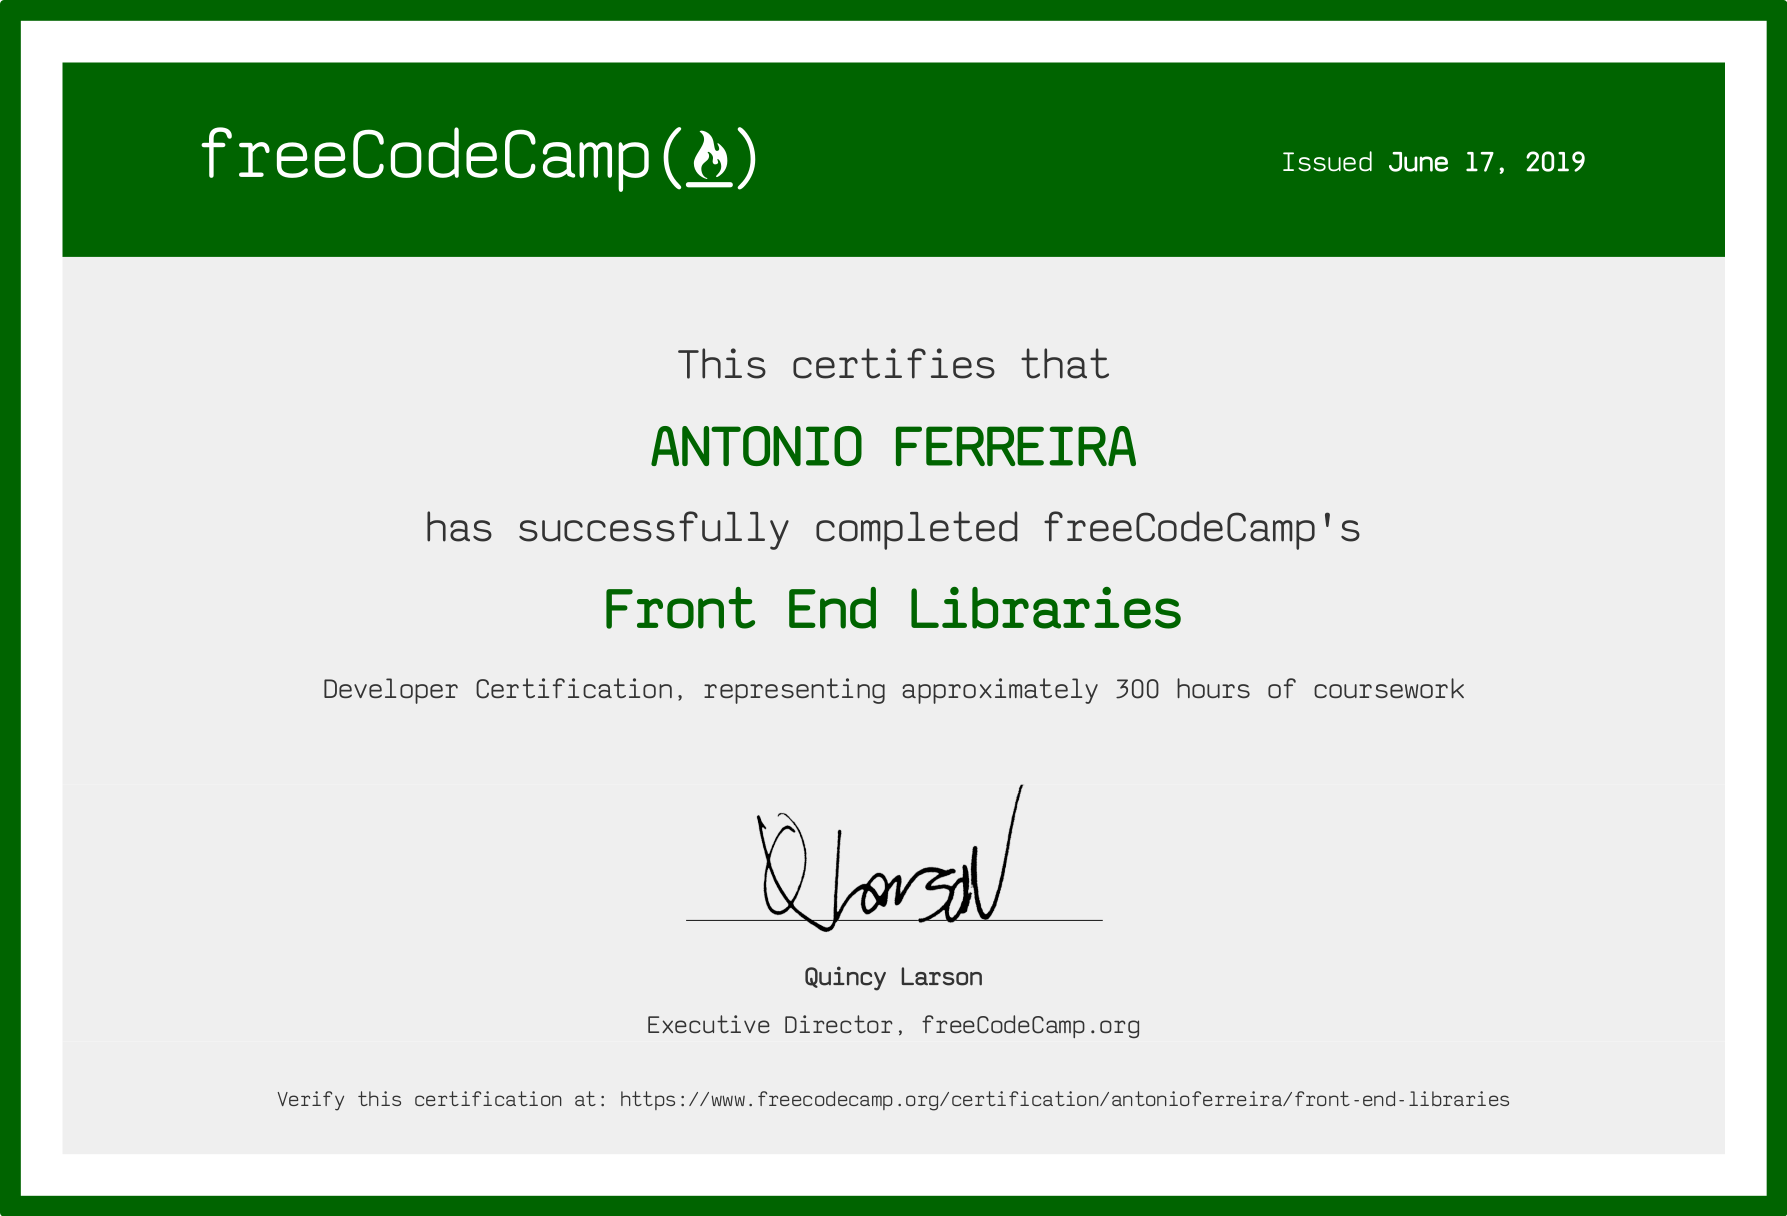 freeCodeCamp(🔥)
Issued June 17, 2019
This certifies that
ANTONIO FERREIRA
has successfully completed freeCodeCamp's
Front End Libraries
Developer Certification, representing approximately 300 hours of coursework
Q Larson
Quincy Larson
Executive Director, freeCodeCamp.org
Verify this certification at: https://www.freecodecamp.org/certification/antonioferreira/front-end-libraries